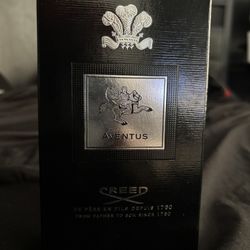 AVENTUS
CREED
DE PÈRE EN FILS DEPUIS 1760
FROM FATHER TO SON SINCE 1760